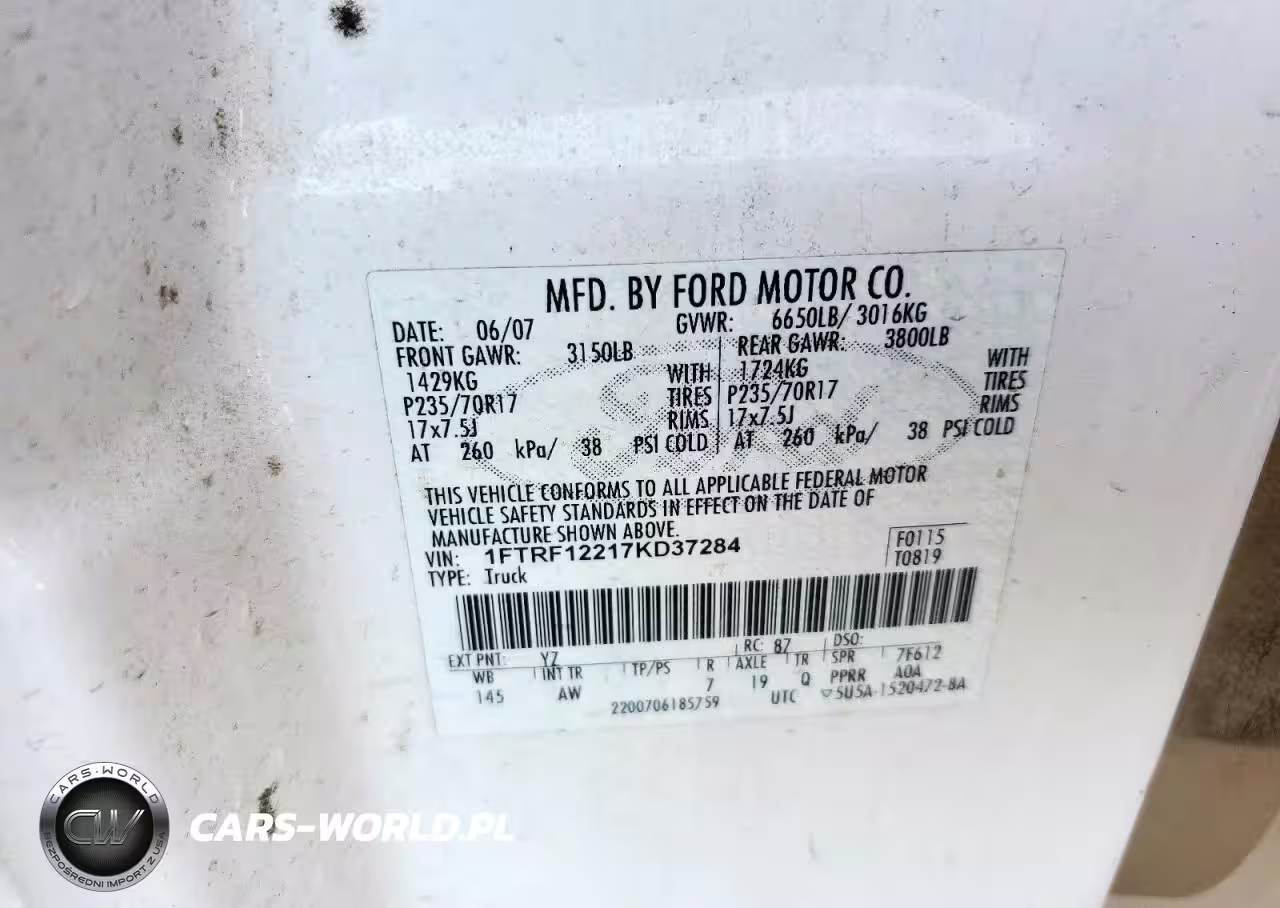 MFD. BY FORD MOTOR CO.
DATE: 06/07 GVWR: 6650LB/ 3016KG
FRONT GAWR: 3150LB REAR GAWR: 3800LB
1429KG WITH 1724KG WITH
P235/70R17 TIRES P235/70R17 TIRES
17x7.5J RIMS 17x7.5J RIMS
AT 260 kPa/ 38 PSI COLD AT 260 kPa/ 38 PSI COLD
THIS VEHICLE CONFORMS TO ALL APPLICABLE FEDERAL MOTOR
VEHICLE SAFETY STANDARDS IN EFFECT ON THE DATE OF
MANUFACTURE SHOWN ABOVE.
VIN: 1FTRF12217KD37284 F0115
TYPE: Truck T0819
EXT PNT: YZ RC: 87 DSO:
WB INT TR TP/PS R AXLE TR SPR 7F612
145 AW 7 19 Q PPRR A0A
2200706185759 UTC ▽5U5A-1520472-BA
CARS-WORLD
CW
BEZPOŚREDNI IMPORT Z USA
CARS-WORLD.PL